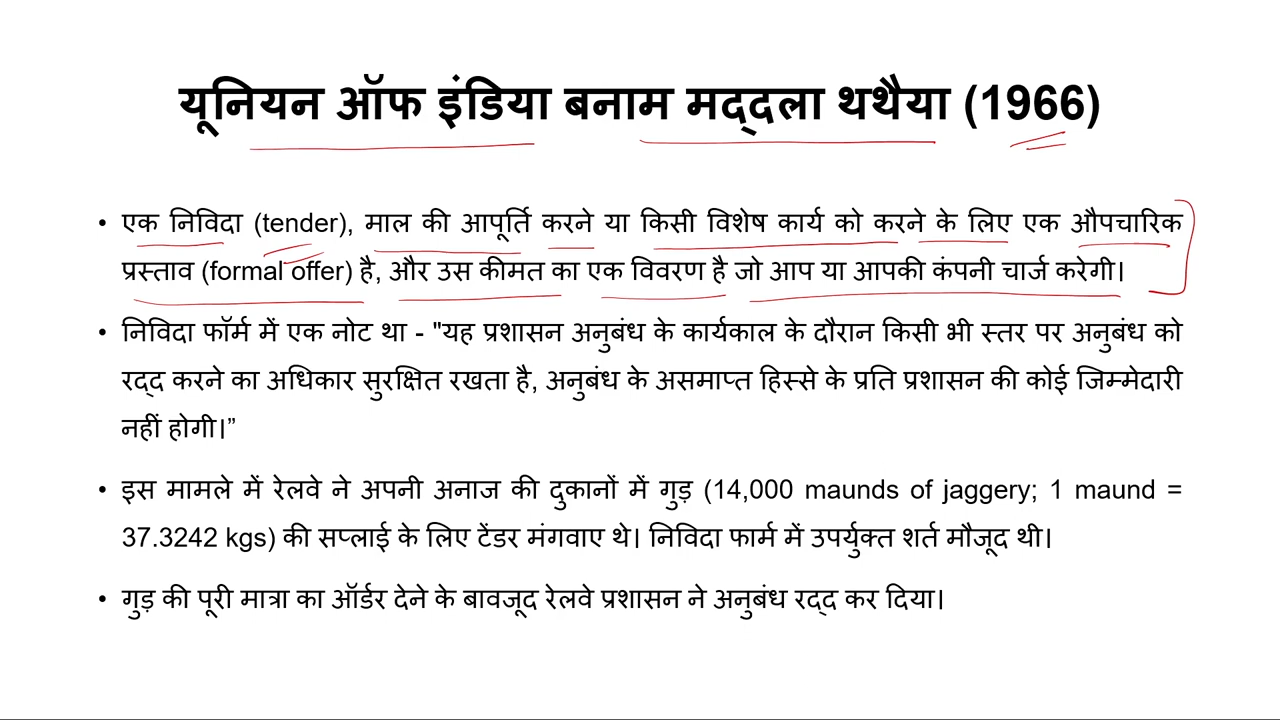 यूनियन ऑफ इंडिया बनाम मद्दला थथैया (1966)
• एक निविदा (tender), माल की आपूर्ति करने या किसी विशेष कार्य को करने के लिए एक औपचारिक
प्रस्ताव (formal offer) है, और उस कीमत का एक विवरण है जो आप या आपकी कंपनी चार्ज करेगी।
• निविदा फॉर्म में एक नोट था - "यह प्रशासन अनुबंध के कार्यकाल के दौरान किसी भी स्तर पर अनुबंध को
रद्द करने का अधिकार सुरक्षित रखता है, अनुबंध के असमाप्त हिस्से के प्रति प्रशासन की कोई जिम्मेदारी
नहीं होगी।”
• इस मामले में रेलवे ने अपनी अनाज की दुकानों में गुड़ (14,000 maunds of jaggery; 1 maund =
37.3242 kgs) की सप्लाई के लिए टेंडर मंगवाए थे। निविदा फार्म में उपर्युक्त शर्त मौजूद थी।
• गुड़ की पूरी मात्रा का ऑर्डर देने के बावजूद रेलवे प्रशासन ने अनुबंध रद्द कर दिया।